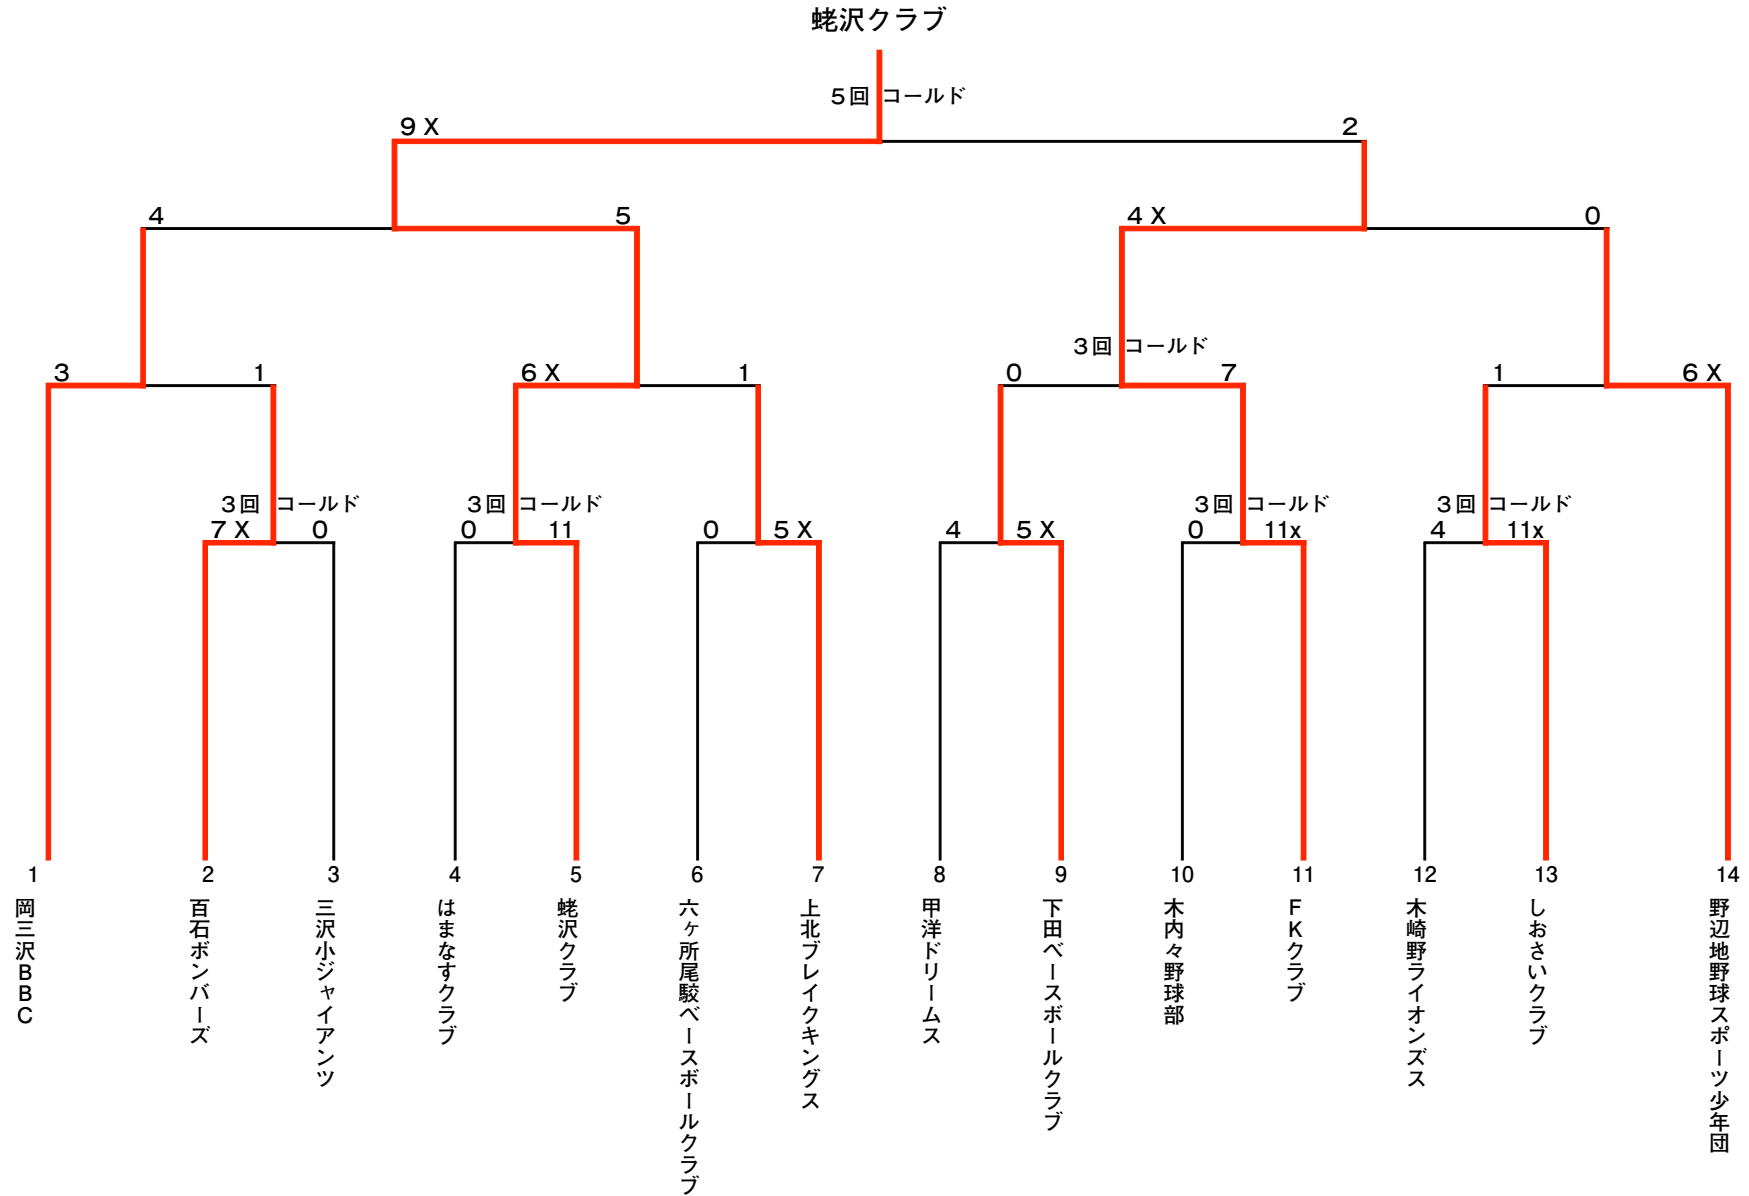 蛯沢クラブ
5回 コールド
9 X
2
4
5
4 X
0
3回 コールド
3
1
6 X
1
0
7
1
6 X
3回 コールド
3回 コールド
3回 コールド
3回 コールド
7 X
0
0
11
0
5 X
4
5 X
0
11x
4
11x
1
2
3
4
5
6
7
8
9
10
11
12
13
14
岡三沢BBC
百石ボンバーズ
三沢小ジャイアンツ
はまなすクラブ
蛯沢クラブ
六ヶ所尾駮ベースボールクラブ
上北ブレイクキングス
甲洋ドリームス
下田ベースボールクラブ
木内々野球部
FKクラブ
木崎野ライオンズス
しおさいクラブ
野辺地野球スポーツ少年団